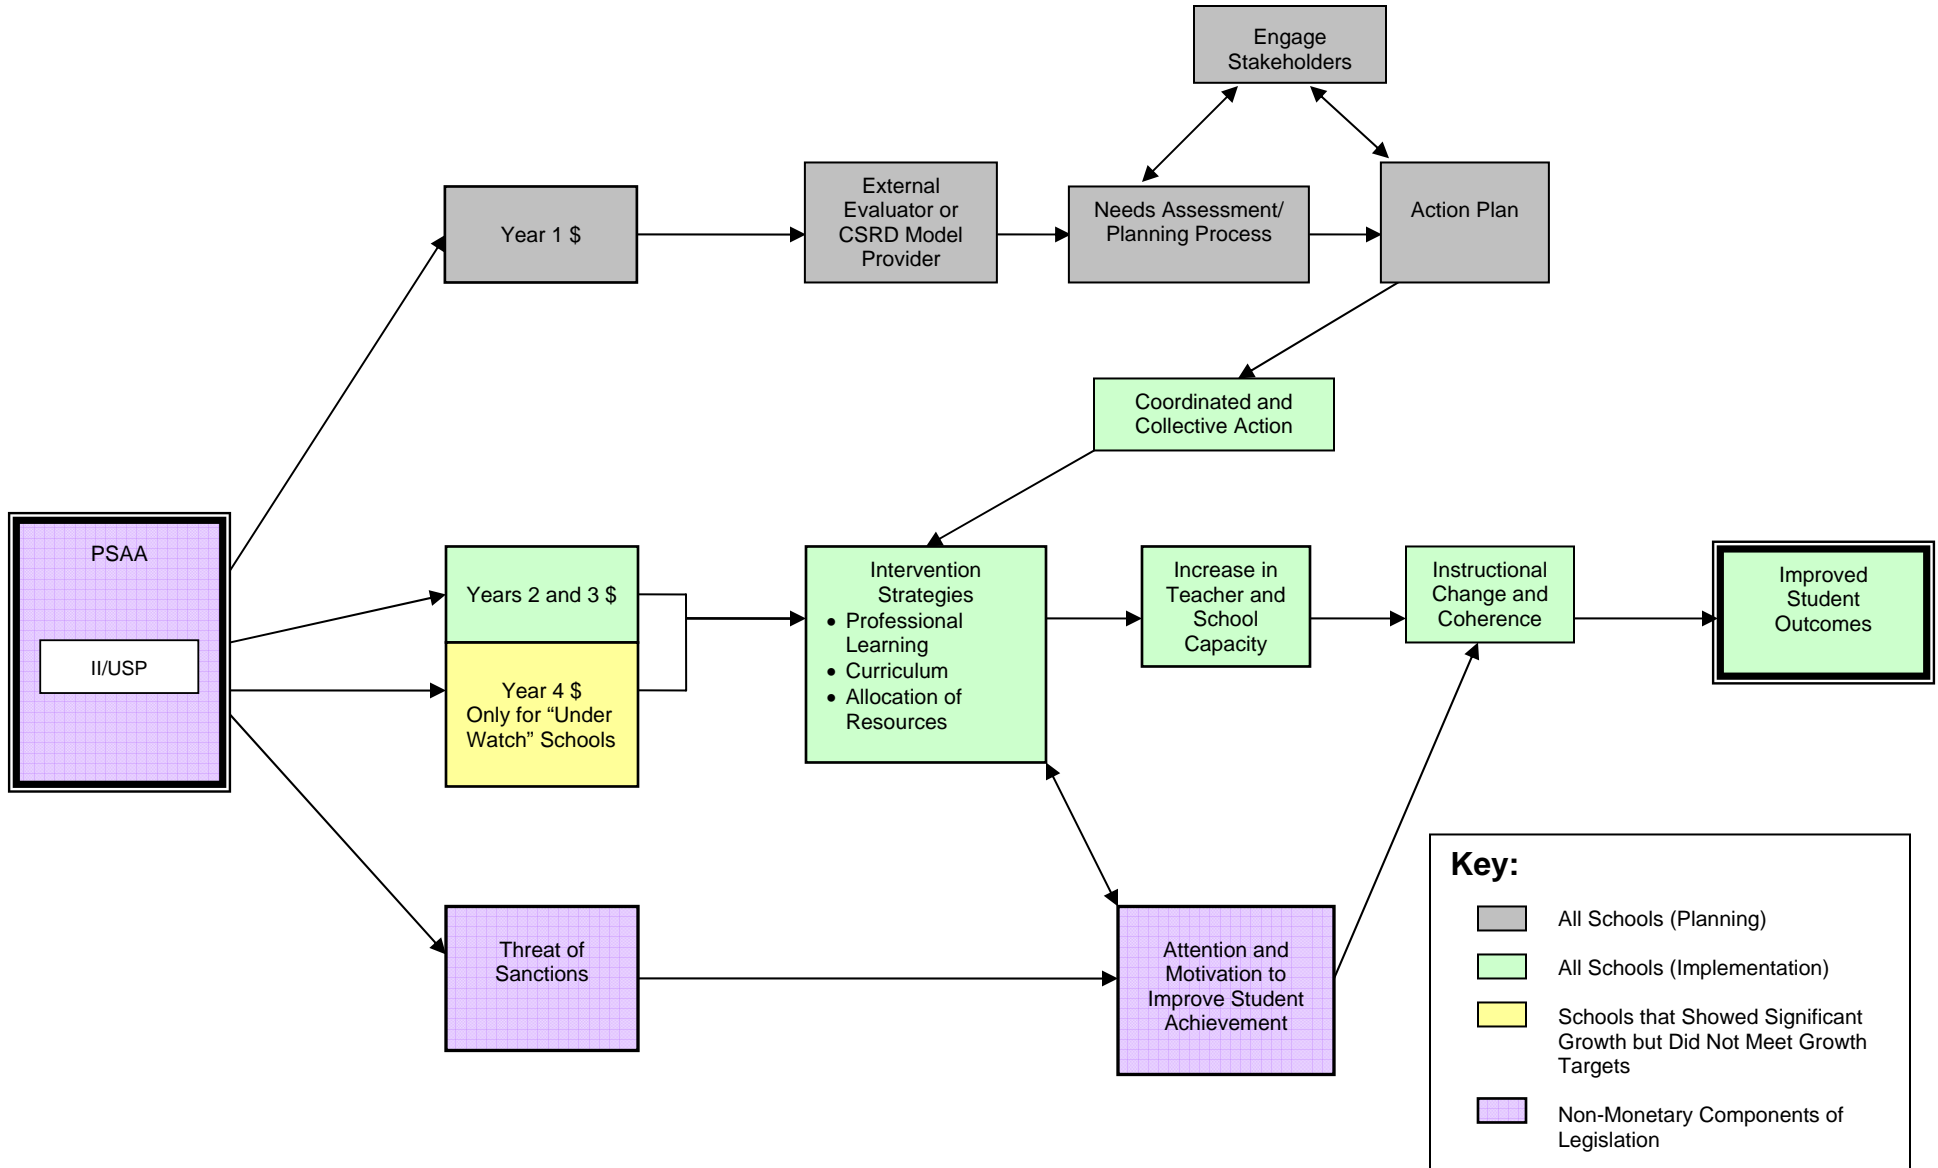 Engage
Stakeholders
Year 1 $
External
Evaluator or
CSRD Model
Provider
Needs Assessment/
Planning Process
Action Plan
Coordinated and
Collective Action
PSAA
II/USP
Years 2 and 3 $
Year 4 $
Only for “Under
Watch” Schools
Intervention
Strategies
• Professional
Learning
• Curriculum
• Allocation of
Resources
Increase in
Teacher and
School
Capacity
Instructional
Change and
Coherence
Improved
Student
Outcomes
Threat of
Sanctions
Attention and
Motivation to
Improve Student
Achievement
Key:
All Schools (Planning)
All Schools (Implementation)
Schools that Showed Significant
Growth but Did Not Meet Growth
Targets
Non-Monetary Components of
Legislation